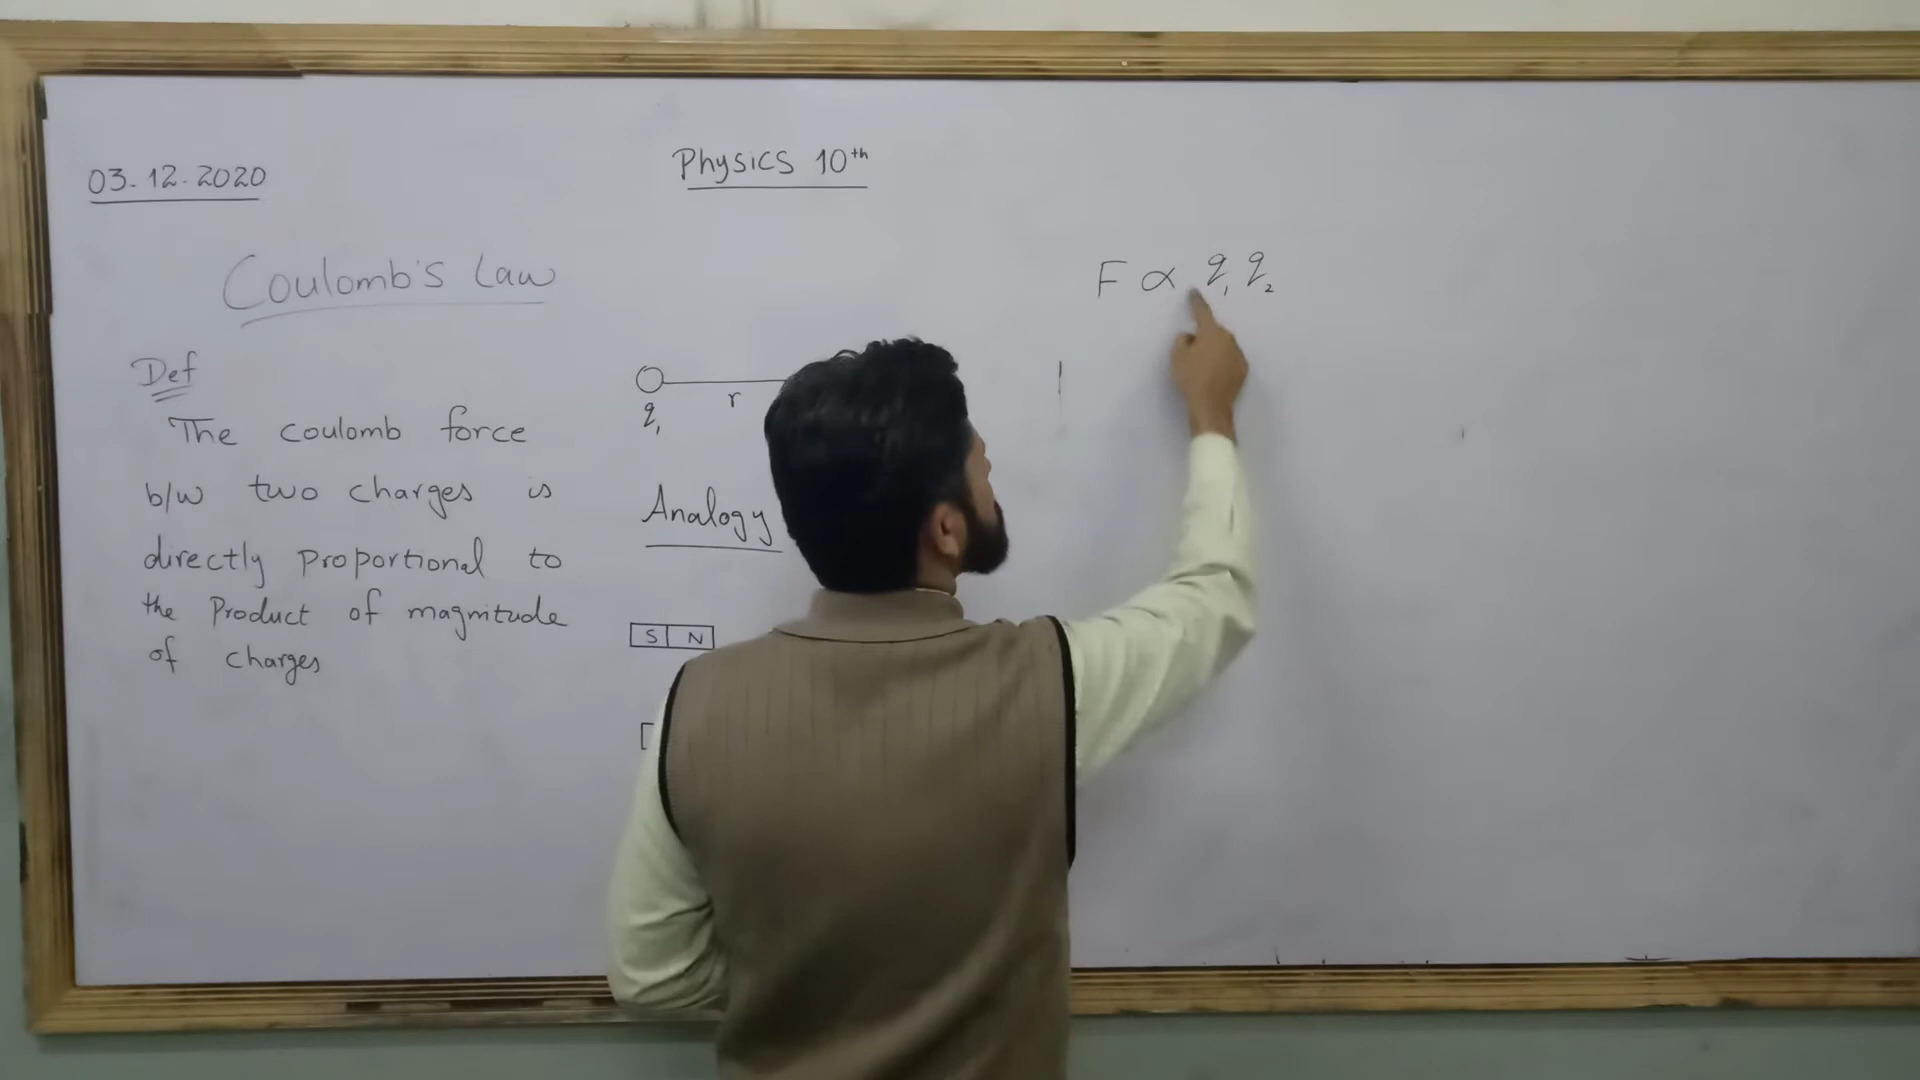 03.12.2020
Physics 10th
Coulomb's Law
Def
The coulomb force
b/w two charges is
directly proportional to
the Product of magnitude
of charges
r
q₁
Analogy
S N
F ∝ q₁ q₂